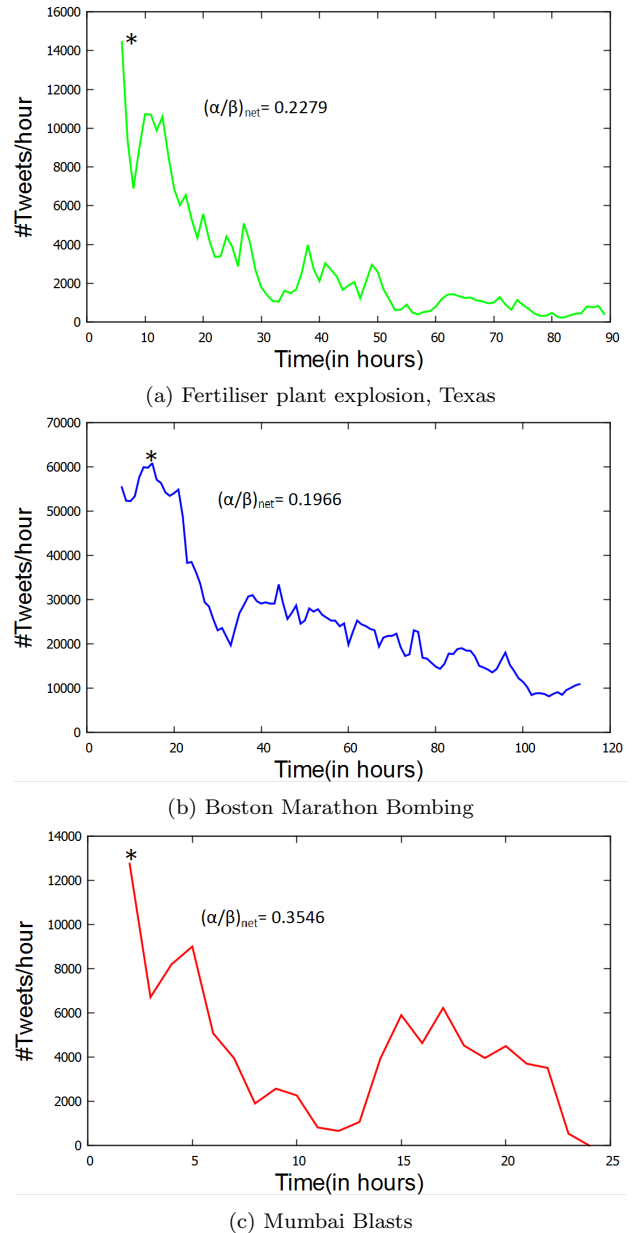 16000
14000
12000
10000
8000
6000
4000
2000
0
#Tweets/hour
*
(α/β)net= 0.2279
0 10 20 30 40 50 60 70 80 90
Time(in hours)
(a) Fertiliser plant explosion, Texas
70000
60000
50000
40000
30000
20000
10000
0
#Tweets/hour
*
(α/β)net= 0.1966
0 20 40 60 80 100 120
Time(in hours)
(b) Boston Marathon Bombing
14000
12000
10000
8000
6000
4000
2000
0
#Tweets/hour
*
(α/β)net= 0.3546
0 5 10 15 20 25
Time(in hours)
(c) Mumbai Blasts